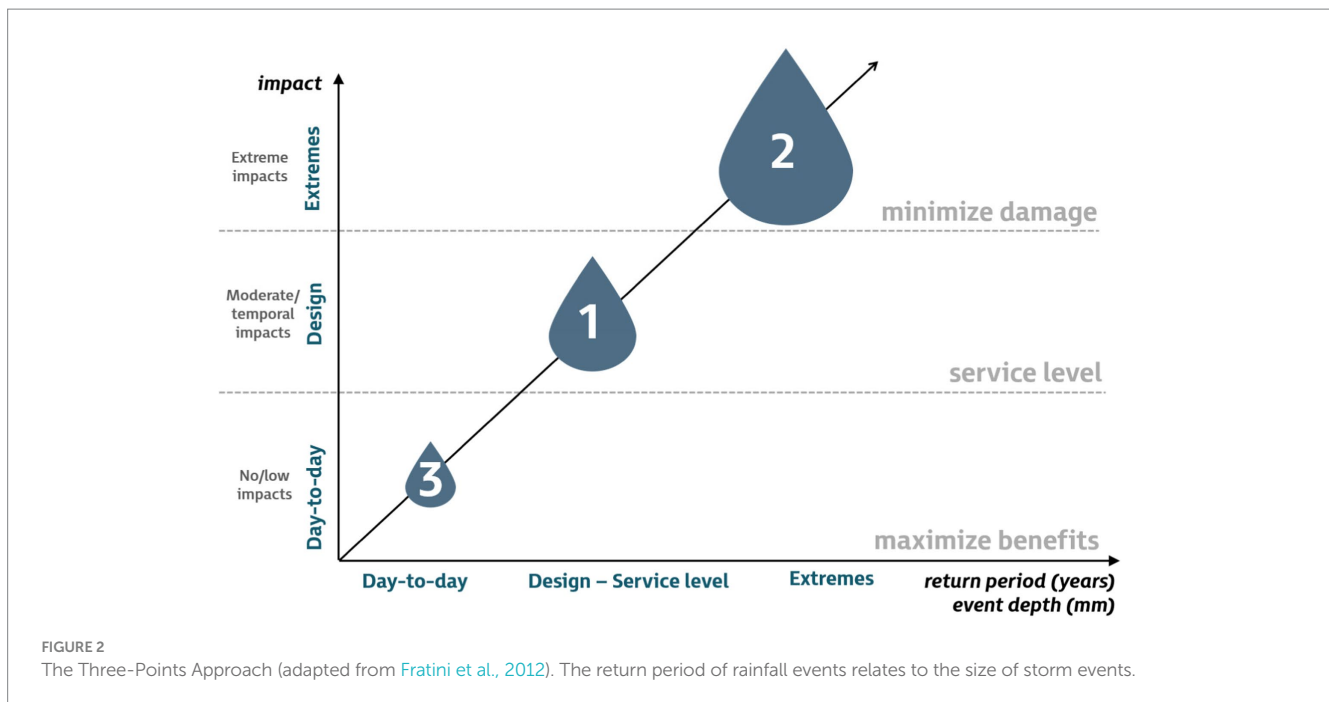 impact
Extreme
impacts
Extremes
2
minimize damage
Moderate/
temporal
impacts
Design
1
service level
No/low
impacts
Day-to-day
3
maximize benefits
Day-to-day
Design – Service level
Extremes
return period (years)
event depth (mm)
FIGURE 2
The Three-Points Approach (adapted from Fratini et al., 2012). The return period of rainfall events relates to the size of storm events.